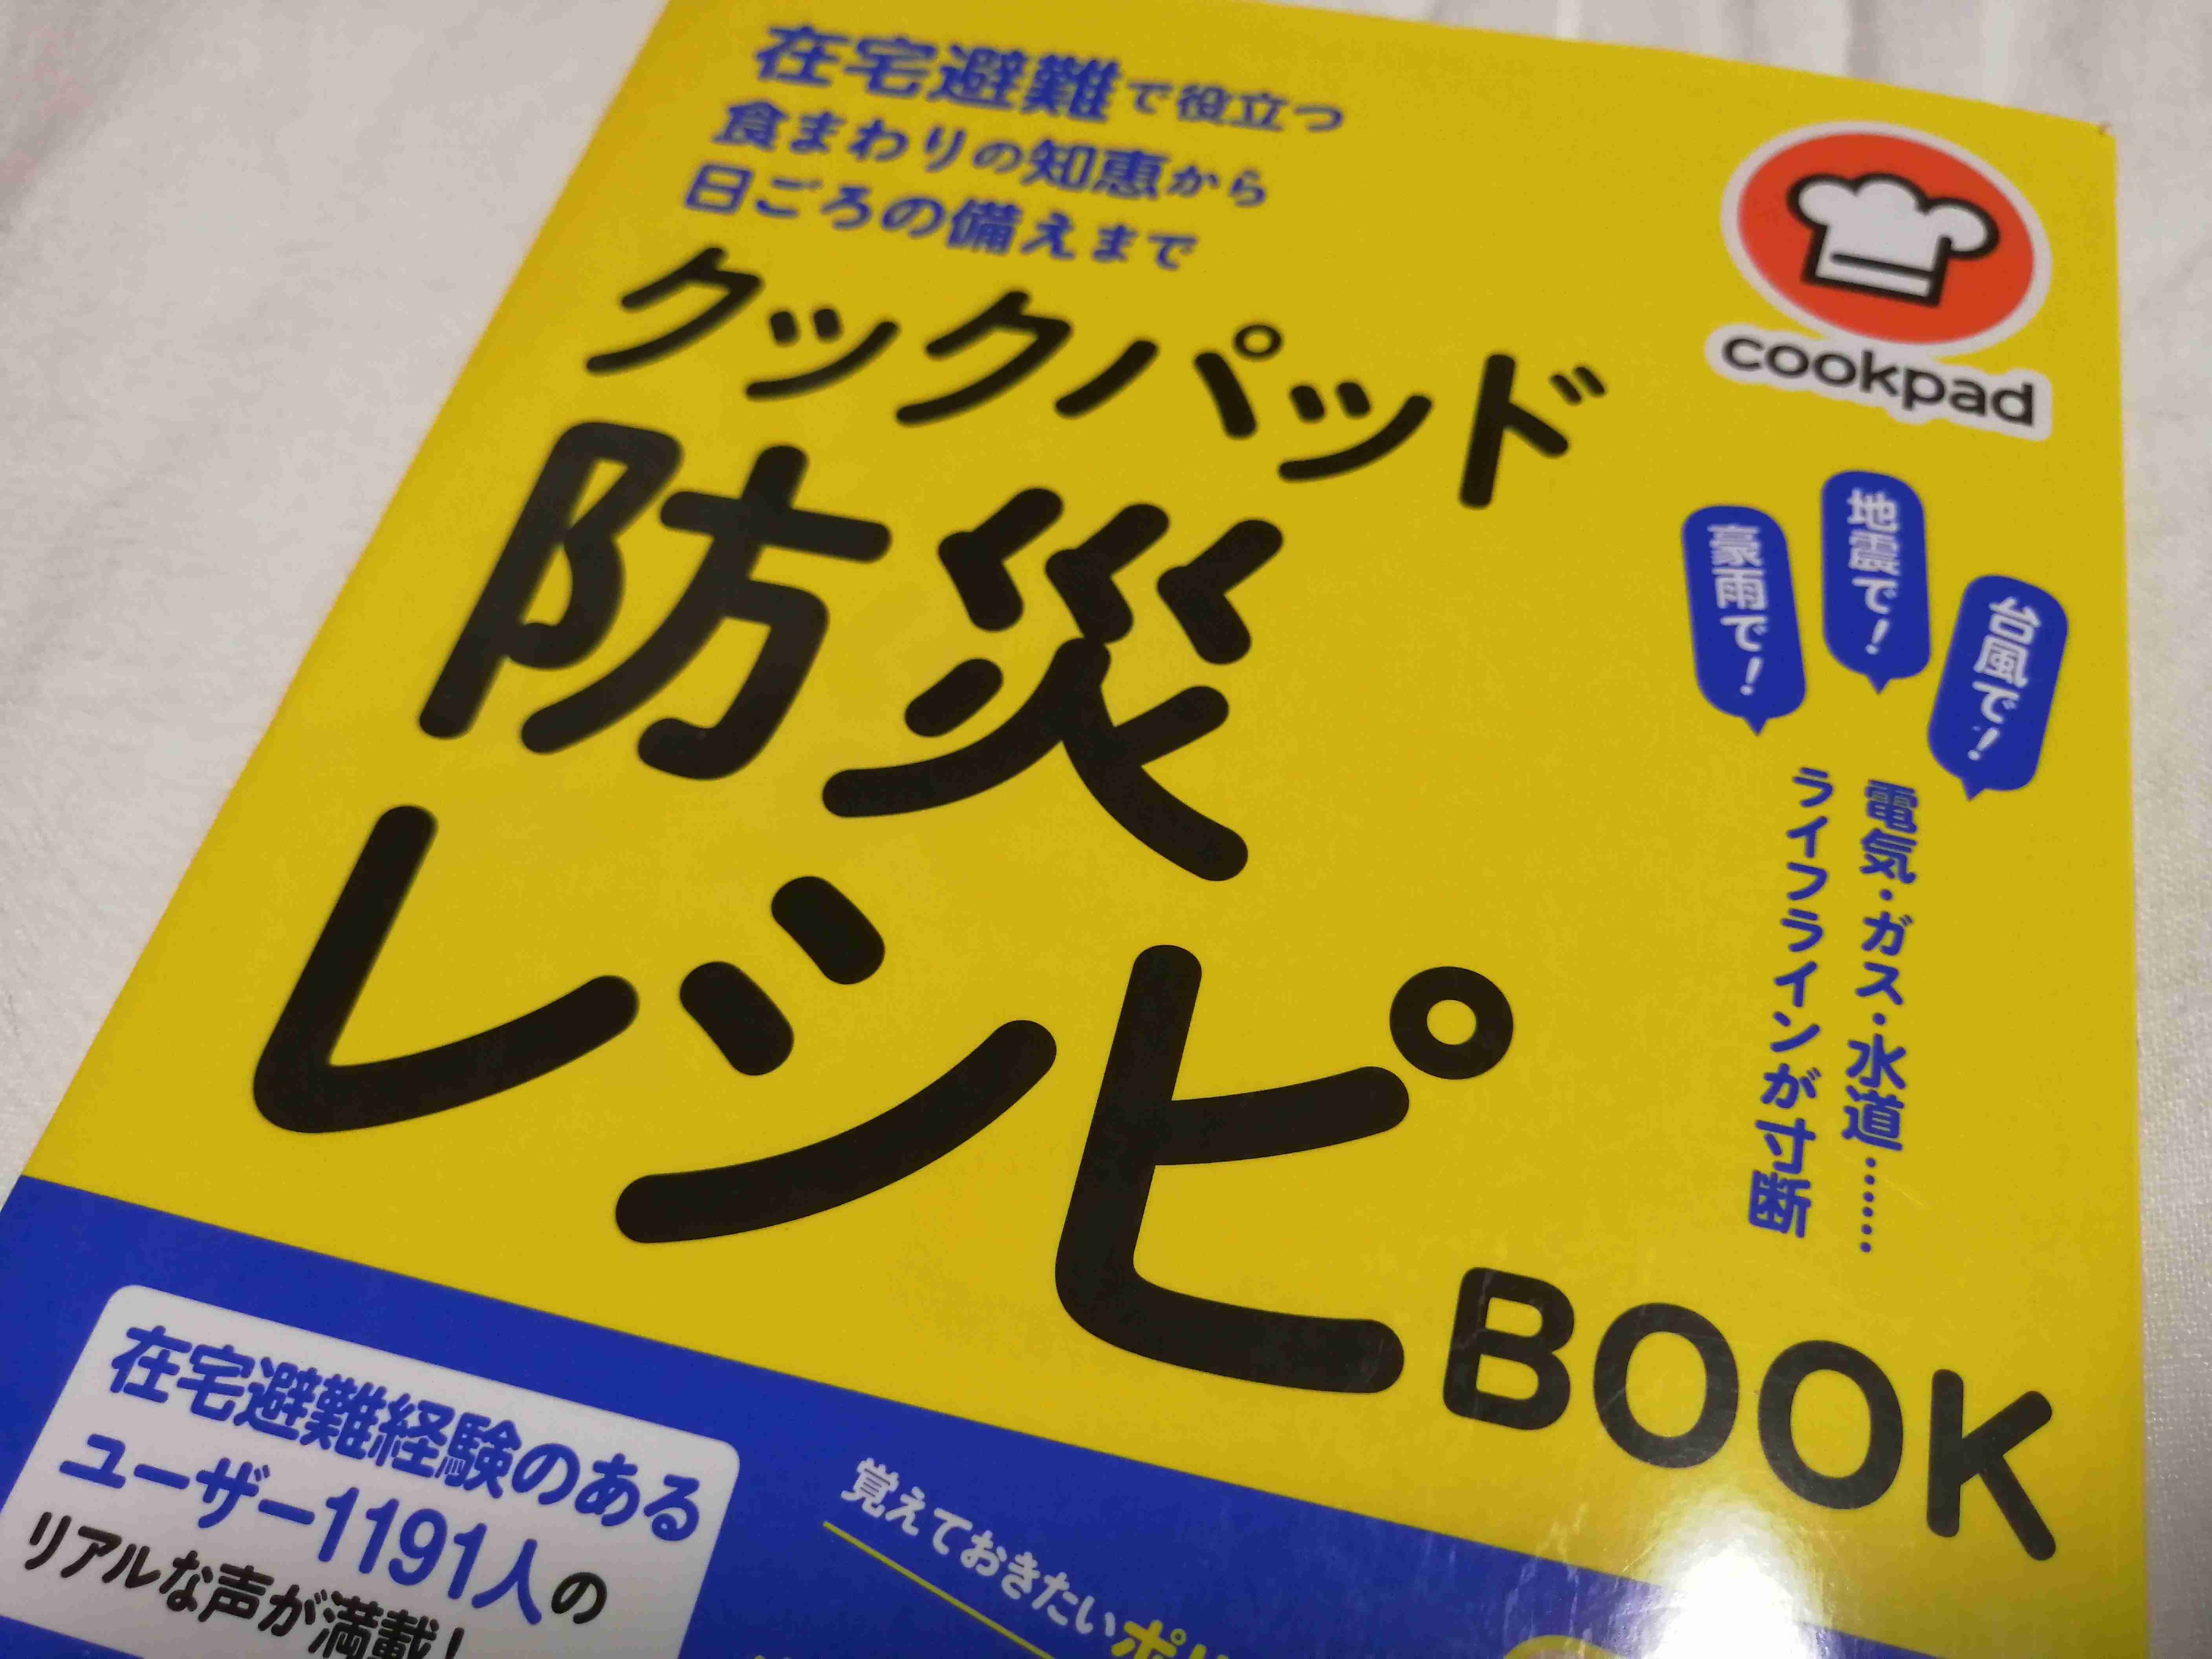 在宅避難で役立つ
食まわりの知恵から
日ごろの備えまで
クックパッド
防災
レシピBOOK
cookpad
豪雨で!
地震で!
台風で!
電気・ガス・水道……
ライフラインが寸断
在宅避難経験のある
ユーザー1191人の
リアルな声が満載!
覚えておきたいポリ